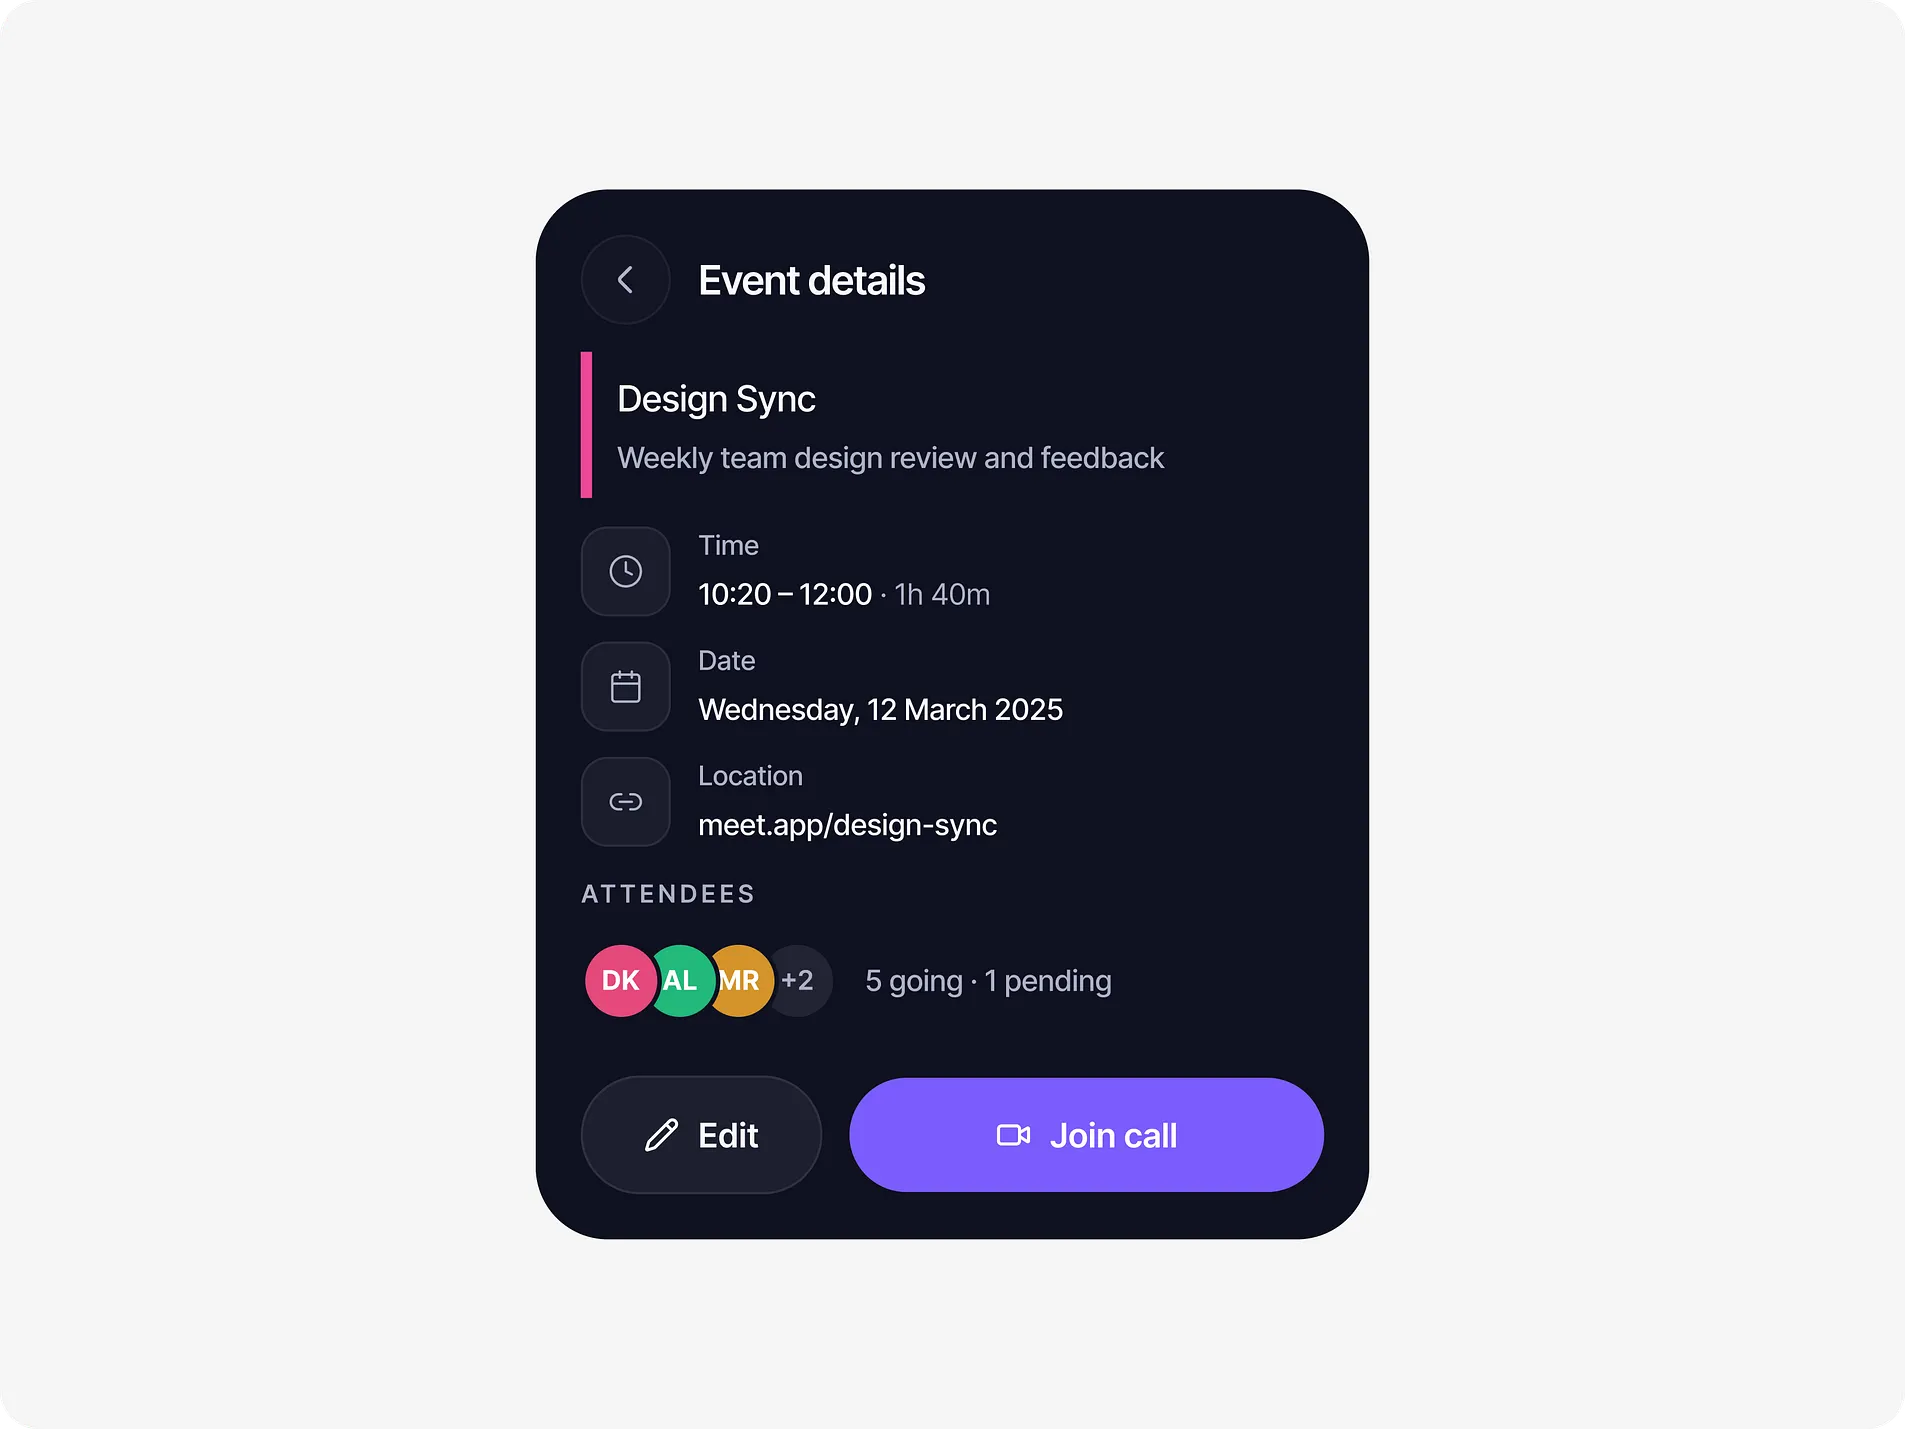 Event details
Design Sync
Weekly team design review and feedback
Time
10:20 – 12:00 · 1h 40m
Date
Wednesday, 12 March 2025
Location
meet.app/design-sync
ATTENDEES
DK AL MR +2 5 going · 1 pending
Edit Join call